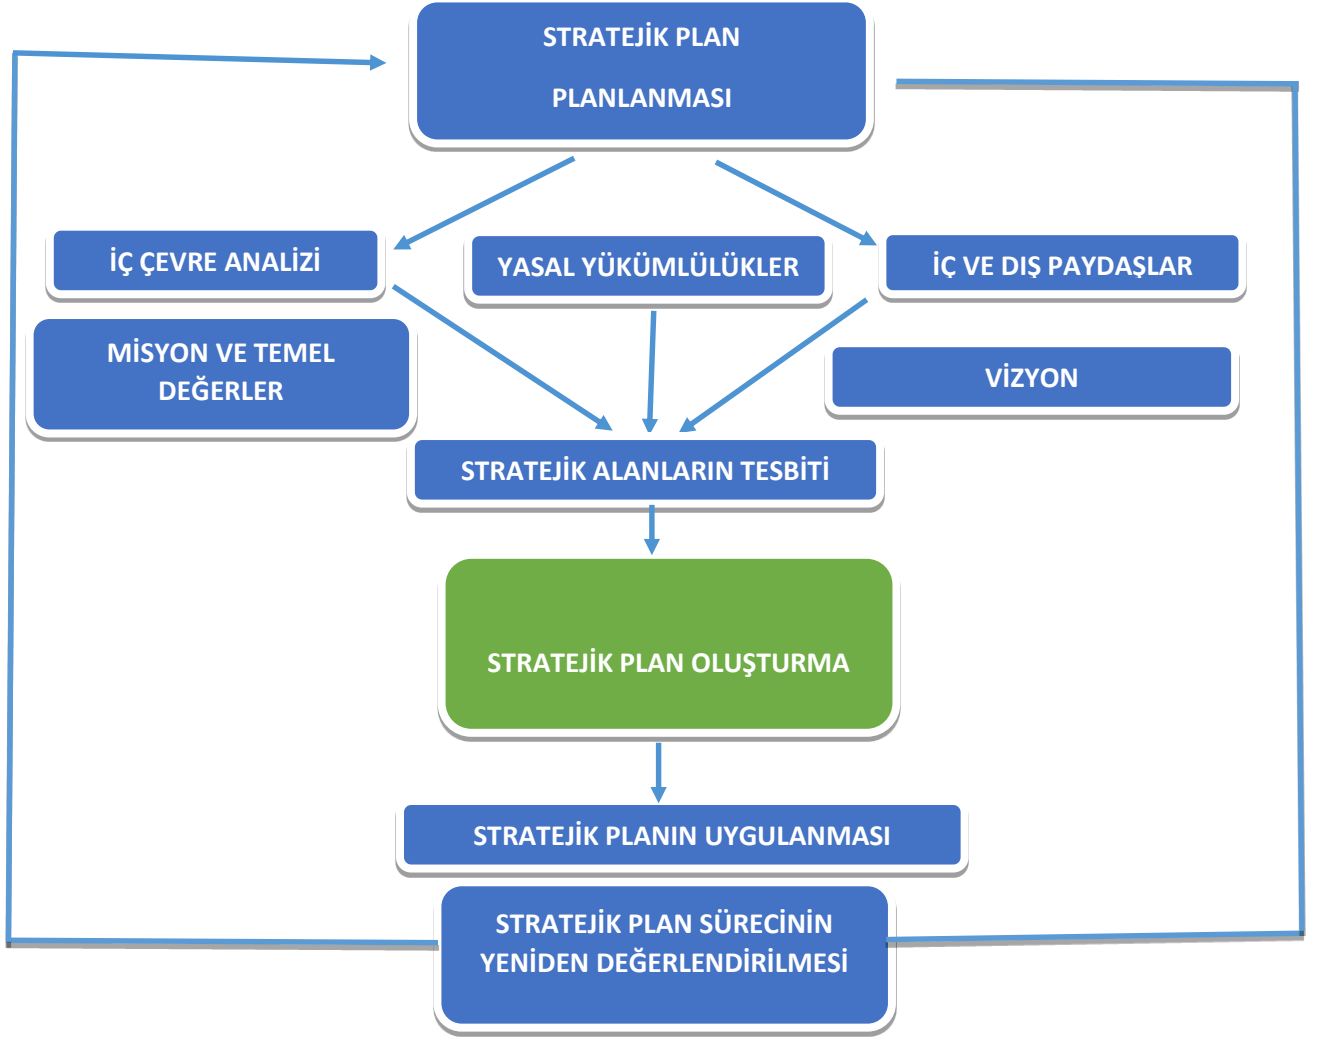 STRATEJİK PLAN
PLANLANMASI
İÇ ÇEVRE ANALİZİ
YASAL YÜKÜMLÜLÜKLER
İÇ VE DIŞ PAYDAŞLAR
MİSYON VE TEMEL
DEĞERLER
VİZYON
STRATEJİK ALANLARIN TESBİTİ
STRATEJİK PLAN OLUŞTURMA
STRATEJİK PLANIN UYGULANMASI
STRATEJİK PLAN SÜRECİNİN
YENİDEN DEĞERLENDİRİLMESİ